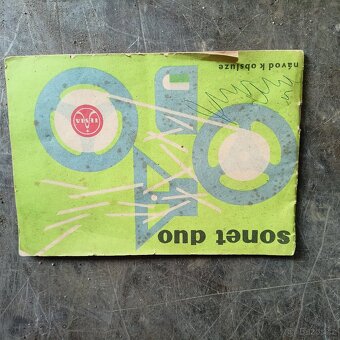 sonet duo
návod k obsluze
TESLA